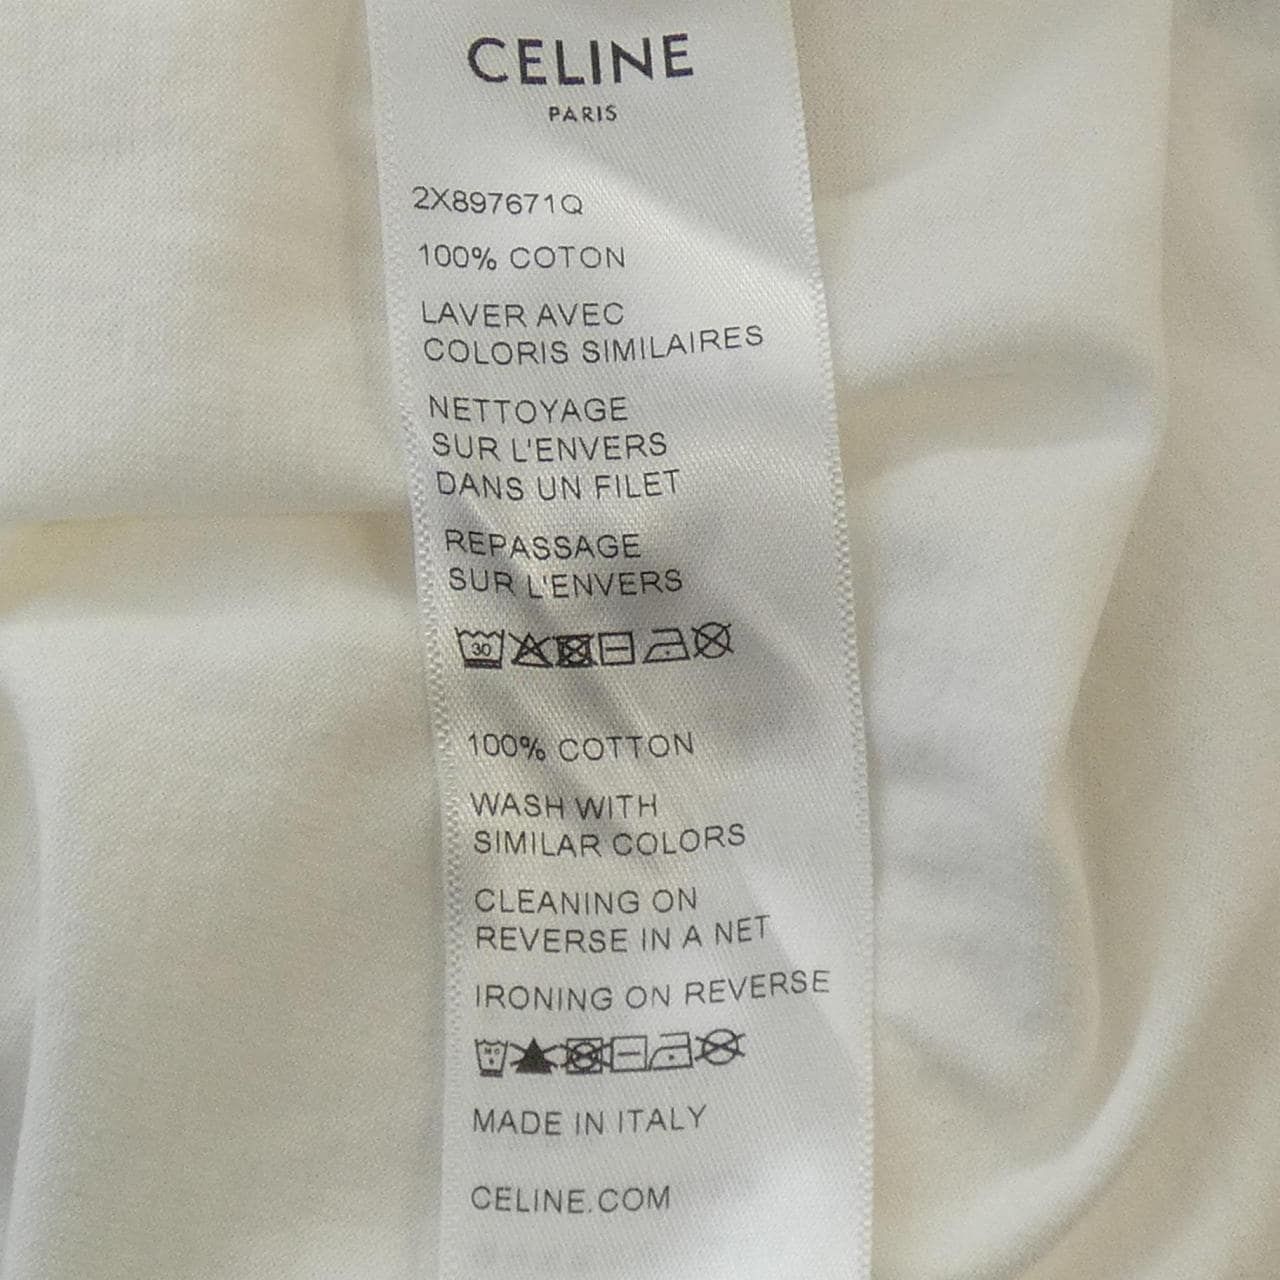 CELINE
PARIS
2X897671Q
100% COTON
LAVER AVEC
COLORIS SIMILAIRES
NETTOYAGE
SUR L'ENVERS
DANS UN FILET
REPASSAGE
SUR L'ENVERS
30
100% COTTON
WASH WITH
SIMILAR COLORS
CLEANING ON
REVERSE IN A NET
IRONING ON REVERSE
MADE IN ITALY
CELINE.COM